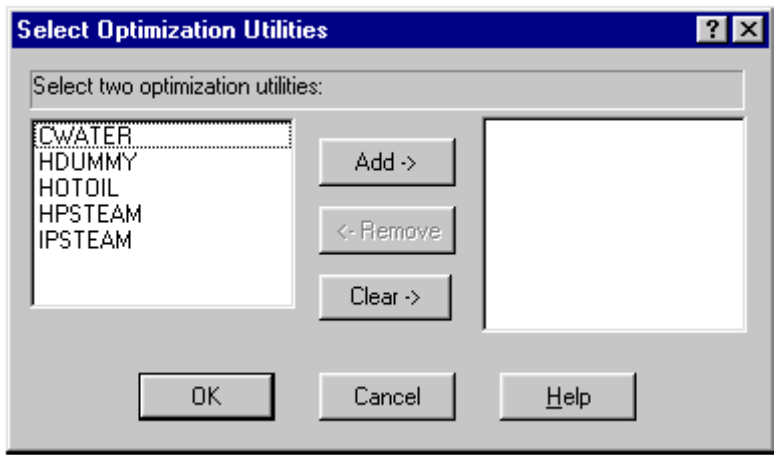 Select Optimization Utilities
? X
Select two optimization utilities:
CWATER
HDUMMY
HOTOIL
HPSTEAM
IPSTEAM
Add ->
<- Remove
Clear ->
OK
Cancel
Help